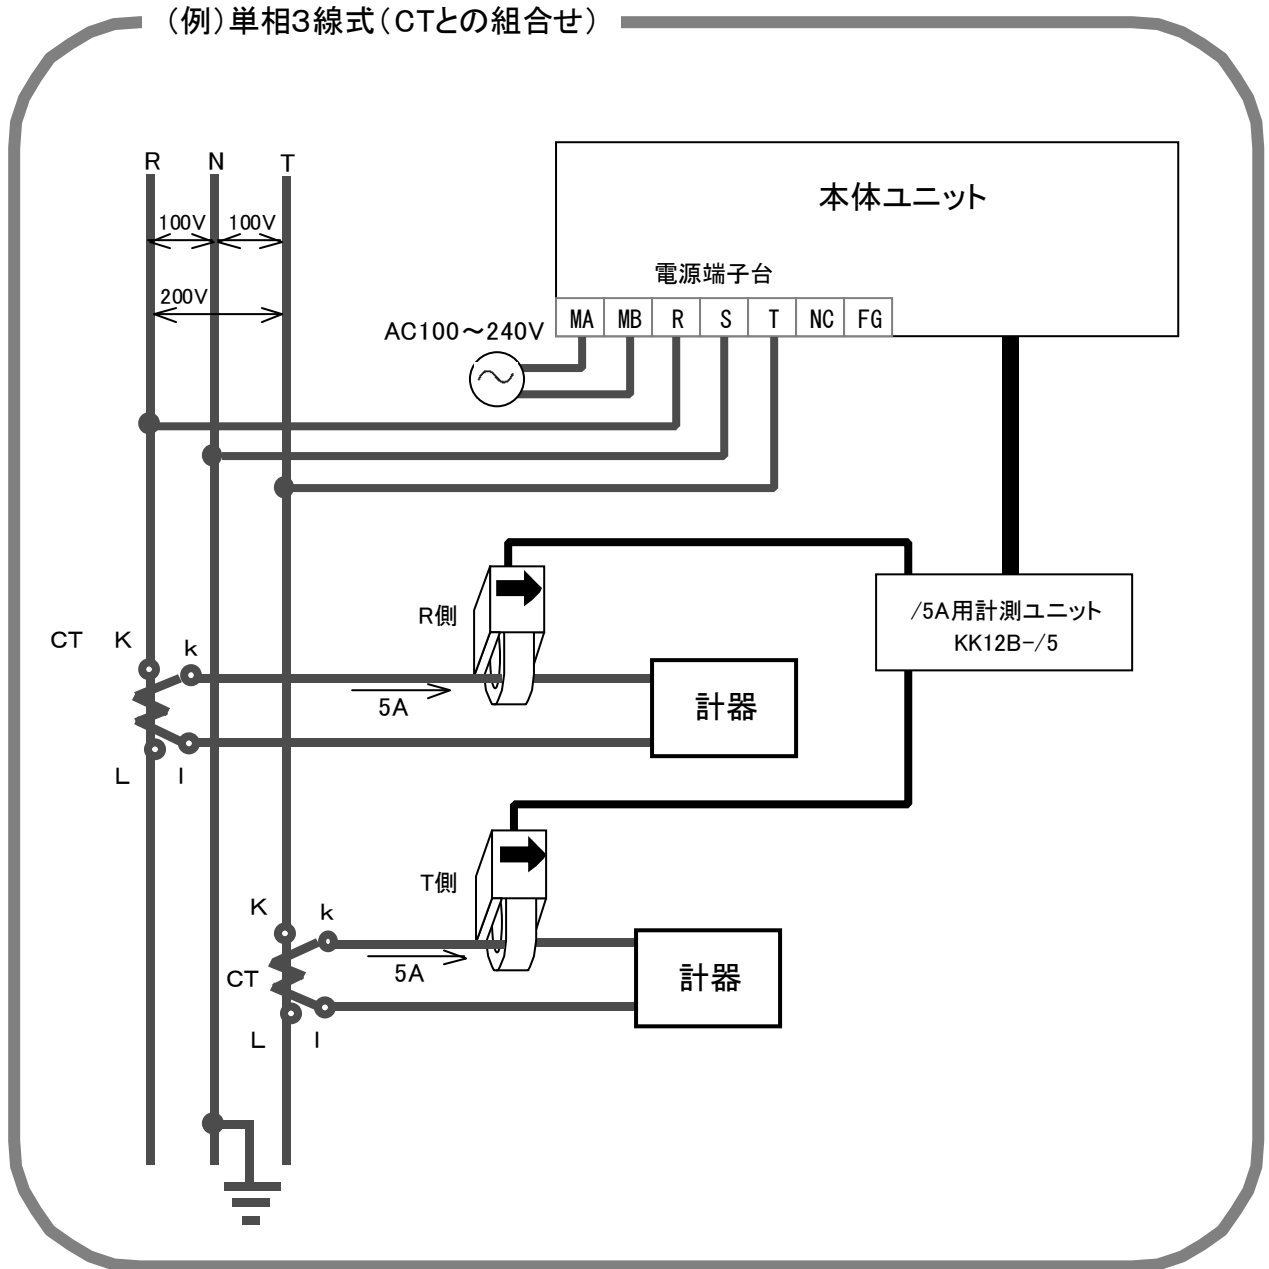 （例）単相３線式（CTとの組合せ）
R N T
100V 100V
200V
本体ユニット
電源端子台
AC100～240V
MA MB R S T NC FG
R側
/5A用計測ユニット
KK12B-/5
CT K k
5A
計器
L l
T側
K k
CT
5A
計器
L l